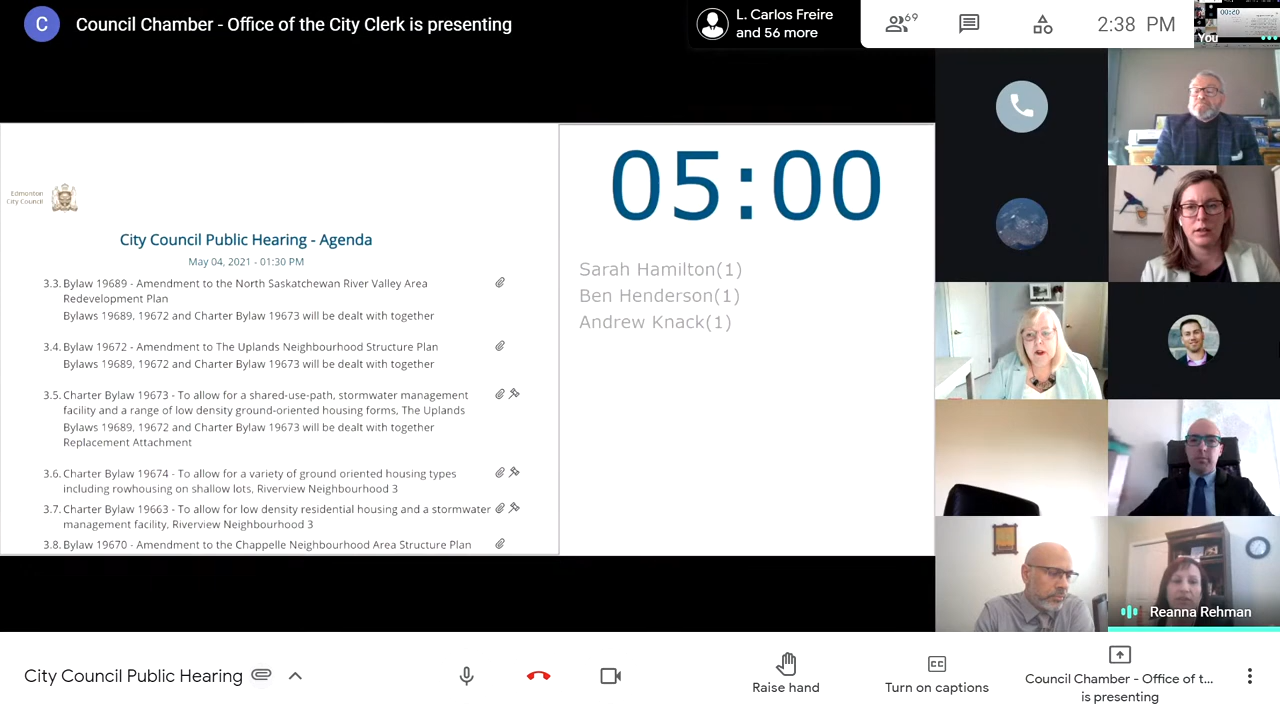 C
Council Chamber - Office of the City Clerk is presenting
L. Carlos Freire
and 56 more
69
2:38 PM
You
Edmonton
City Council
City Council Public Hearing - Agenda
May 04, 2021 - 01:30 PM
3.3. Bylaw 19689 - Amendment to the North Saskatchewan River Valley Area
Redevelopment Plan
Bylaws 19689, 19672 and Charter Bylaw 19673 will be dealt with together
3.4. Bylaw 19672 - Amendment to The Uplands Neighbourhood Structure Plan
Bylaws 19689, 19672 and Charter Bylaw 19673 will be dealt with together
3.5. Charter Bylaw 19673 - To allow for a shared-use-path, stormwater management
facility and a range of low density ground-oriented housing forms, The Uplands
Bylaws 19689, 19672 and Charter Bylaw 19673 will be dealt with together
Replacement Attachment
3.6. Charter Bylaw 19674 - To allow for a variety of ground oriented housing types
including rowhousing on shallow lots, Riverview Neighbourhood 3
3.7. Charter Bylaw 19663 - To allow for low density residential housing and a stormwater
management facility, Riverview Neighbourhood 3
3.8. Bylaw 19670 - Amendment to the Chappelle Neighbourhood Area Structure Plan
05:00
Sarah Hamilton(1)
Ben Henderson(1)
Andrew Knack(1)
Reanna Rehman
City Council Public Hearing
Raise hand
CC
Turn on captions
Council Chamber - Office of t...
is presenting